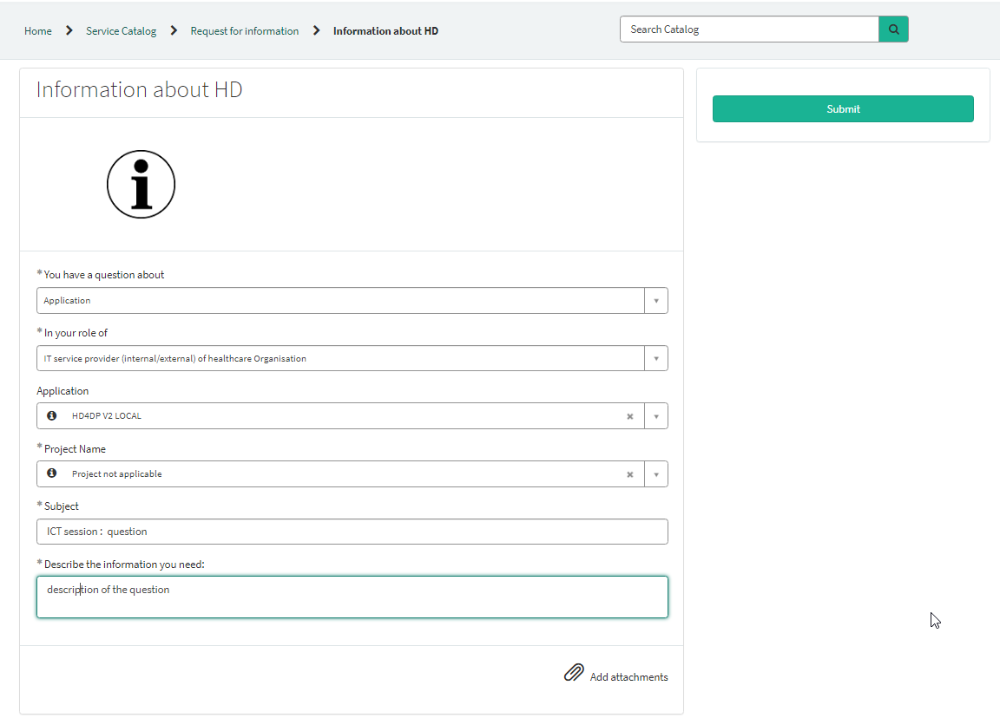 Home Service Catalog Request for information Information about HD
Search Catalog
Information about HD
Submit
*You have a question about
Application
*In your role of
IT service provider (internal/external) of healthcare Organisation
Application
HD4DP V2 LOCAL
*Project Name
Project not applicable
*Subject
ICT session : question
*Describe the information you need:
description of the question
Add attachments